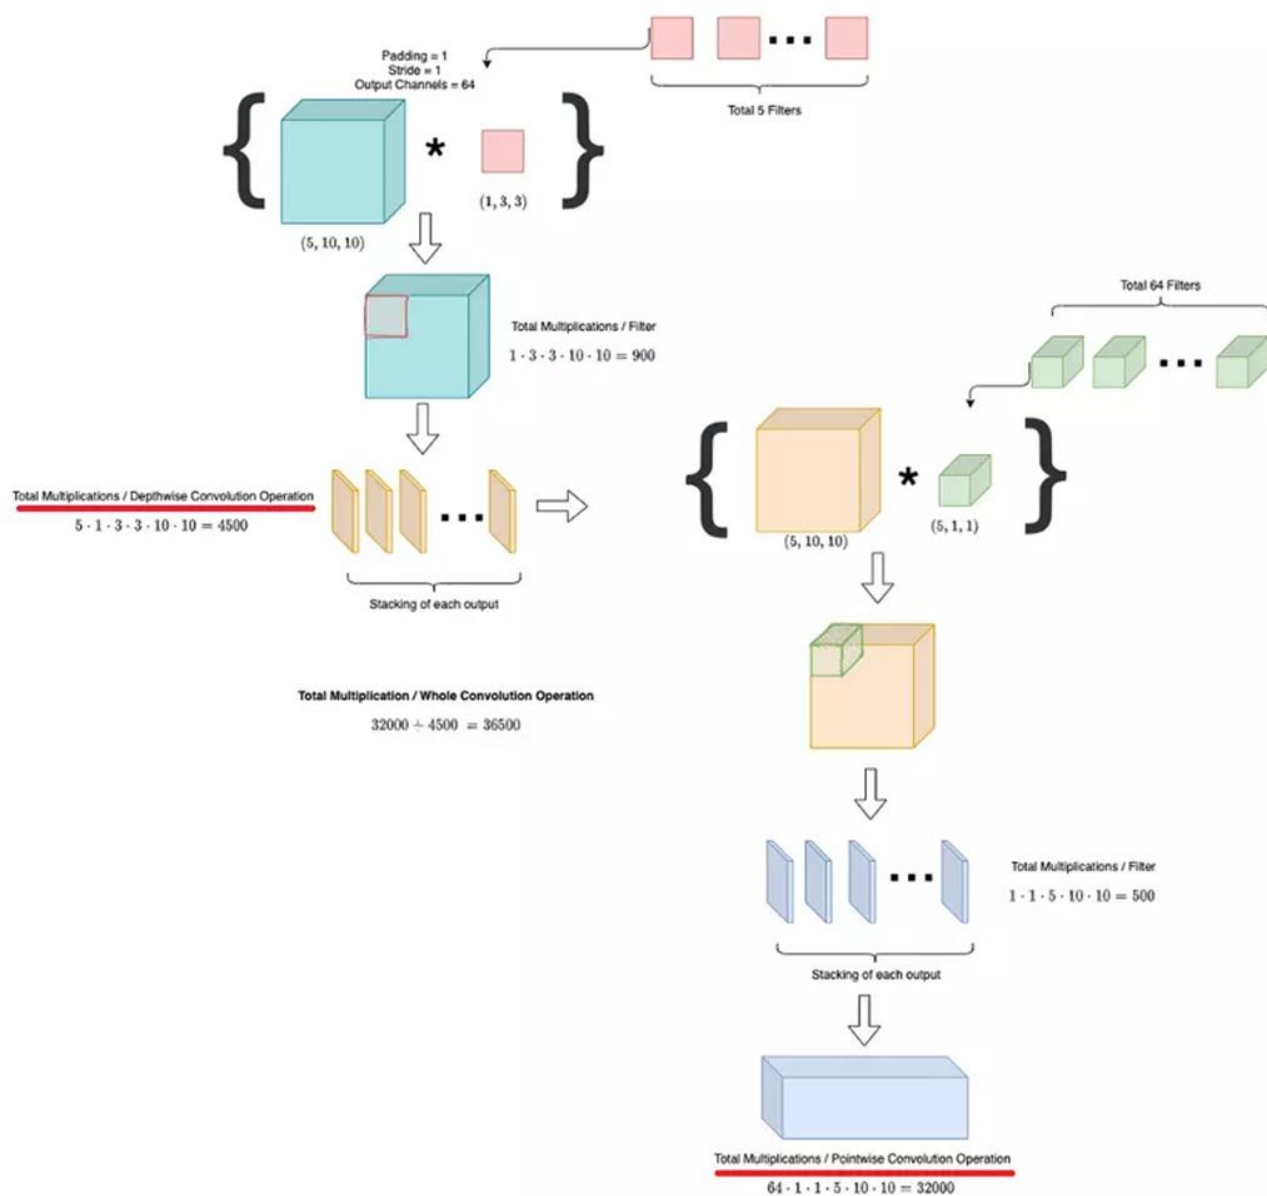 Padding = 1
Stride = 1
Output Channels = 64
Total 5 Filters
*
(1, 3, 3)
(5, 10, 10)
Total Multiplications / Filter
1 · 3 · 3 · 10 · 10 = 900
Total Multiplications / Depthwise Convolution Operation
5 · 1 · 3 · 3 · 10 · 10 = 4500
Stacking of each output
Total 64 Filters
*
(5, 10, 10)
(5, 1, 1)
Total Multiplication / Whole Convolution Operation
32000 + 4500 = 36500
Total Multiplications / Filter
1 · 1 · 5 · 10 · 10 = 500
Stacking of each output
Total Multiplications / Pointwise Convolution Operation
64 · 1 · 1 · 5 · 10 · 10 = 32000